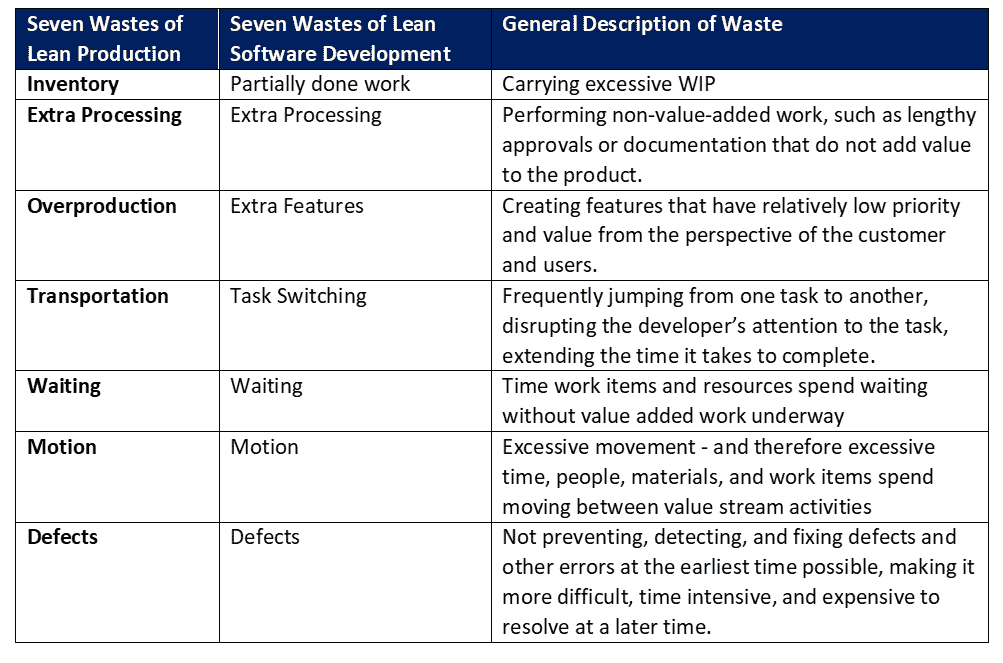 Seven Wastes of Lean Production
Seven Wastes of Lean Software Development
General Description of Waste
Inventory
Partially done work
Carrying excessive WIP
Extra Processing
Extra Processing
Performing non-value-added work, such as lengthy
approvals or documentation that do not add value
to the product.
Overproduction
Extra Features
Creating features that have relatively low priority
and value from the perspective of the customer
and users.
Transportation
Task Switching
Frequently jumping from one task to another,
disrupting the developer’s attention to the task,
extending the time it takes to complete.
Waiting
Waiting
Time work items and resources spend waiting
without value added work underway
Motion
Motion
Excessive movement - and therefore excessive
time, people, materials, and work items spend
moving between value stream activities
Defects
Defects
Not preventing, detecting, and fixing defects and
other errors at the earliest time possible, making it
more difficult, time intensive, and expensive to
resolve at a later time.